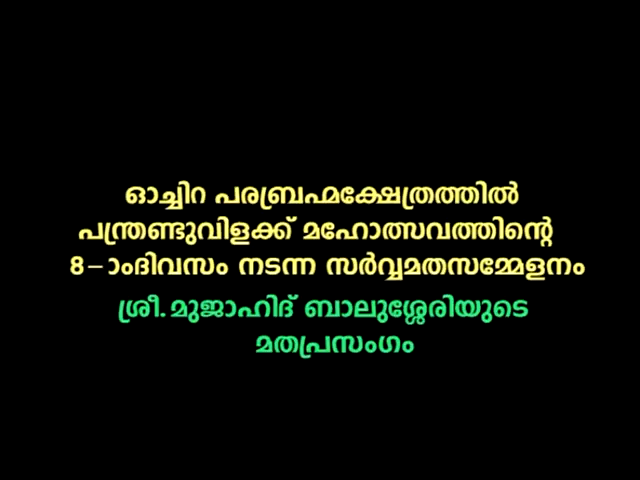 ഓച്ചിറ പരബ്രഹ്മക്ഷേത്രത്തിൽ
പന്ത്രണ്ടുവിളക്ക് മഹോത്സവത്തിന്റെ
8-ാംദിവസം നടന്ന സർവ്വമതസമ്മേളനം
ശ്രീ. മുജാഹിദ് ബാലുശ്ശേരിയുടെ
മതപ്രസംഗം